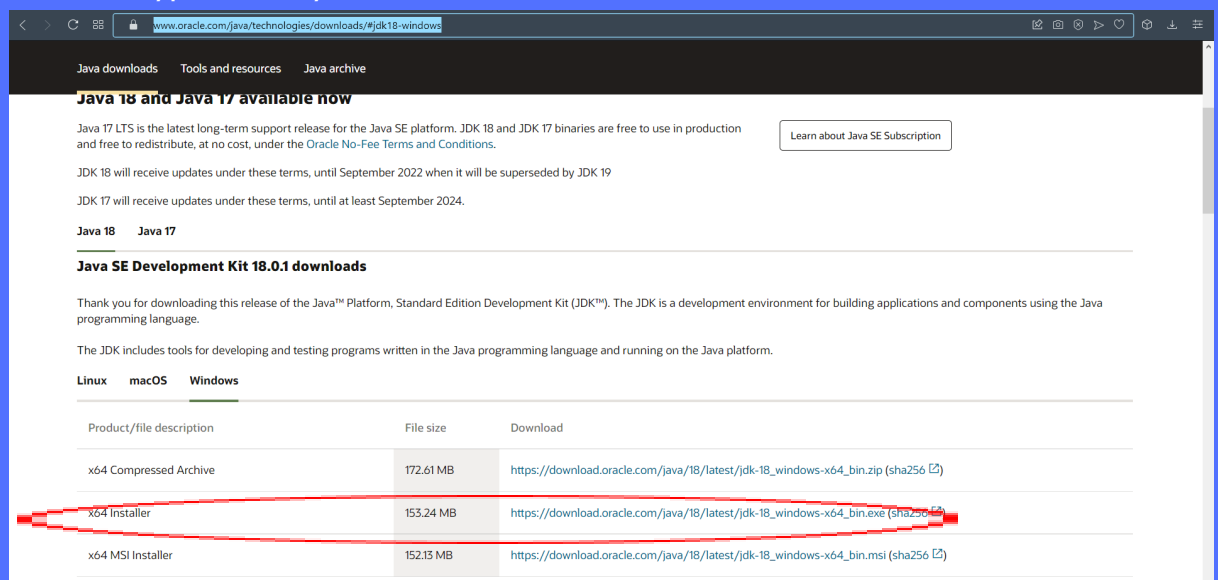 www.oracle.com/java/technologies/downloads/#jdk18-windows
Java downloads Tools and resources Java archive
Java 18 and Java 17 available now
Java 17 LTS is the latest long-term support release for the Java SE platform. JDK 18 and JDK 17 binaries are free to use in production
and free to redistribute, at no cost, under the Oracle No-Fee Terms and Conditions.
Learn about Java SE Subscription
JDK 18 will receive updates under these terms, until September 2022 when it will be superseded by JDK 19
JDK 17 will receive updates under these terms, until at least September 2024.
Java 18 Java 17
Java SE Development Kit 18.0.1 downloads
Thank you for downloading this release of the Java™ Platform, Standard Edition Development Kit (JDK™). The JDK is a development environment for building applications and components using the Java
programming language.
The JDK includes tools for developing and testing programs written in the Java programming language and running on the Java platform.
Linux macOS Windows
Product/file description File size Download
x64 Compressed Archive 172.61 MB https://download.oracle.com/java/18/latest/jdk-18_windows-x64_bin.zip (sha256)
x64 Installer 153.24 MB https://download.oracle.com/java/18/latest/jdk-18_windows-x64_bin.exe (sha256)
x64 MSI Installer 152.13 MB https://download.oracle.com/java/18/latest/jdk-18_windows-x64_bin.msi (sha256)